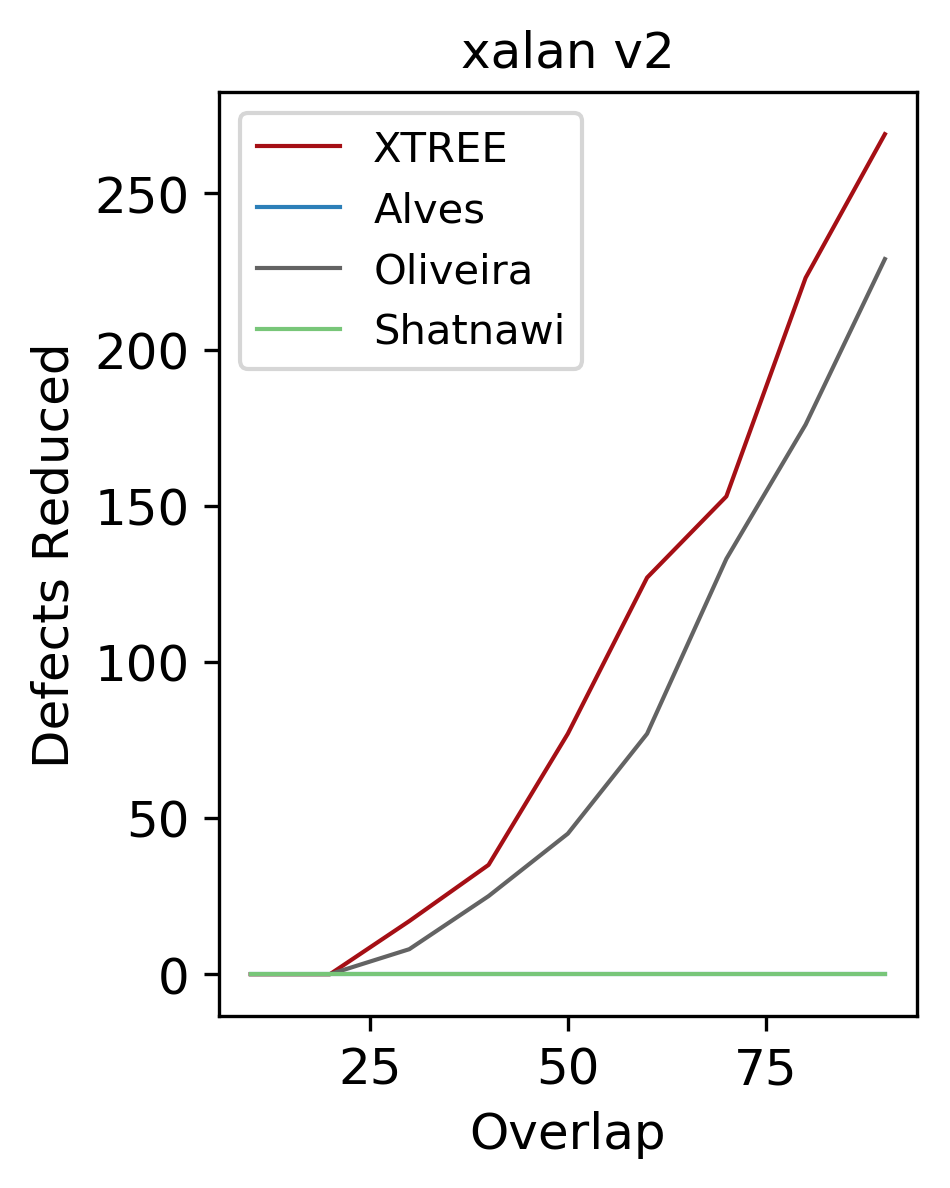 xalan v2
XTREE
Alves
Oliveira
Shatnawi
250
200
150
100
50
0
Defects Reduced
25 50 75
Overlap